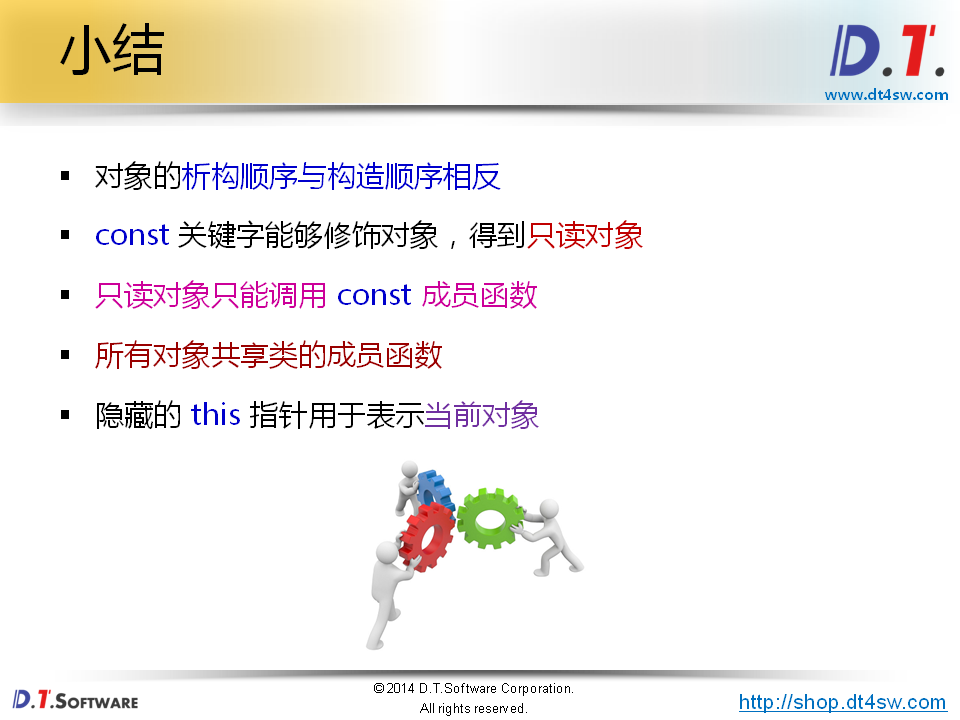 小结
D.T.
www.dt4sw.com
▪ 对象的析构顺序与构造顺序相反
▪ const 关键字能够修饰对象，得到只读对象
▪ 只读对象只能调用 const 成员函数
▪ 所有对象共享类的成员函数
▪ 隐藏的 this 指针用于表示当前对象
©2014 D.T.Software Corporation.
All rights reserved.
D.T.SOFTWARE
http://shop.dt4sw.com